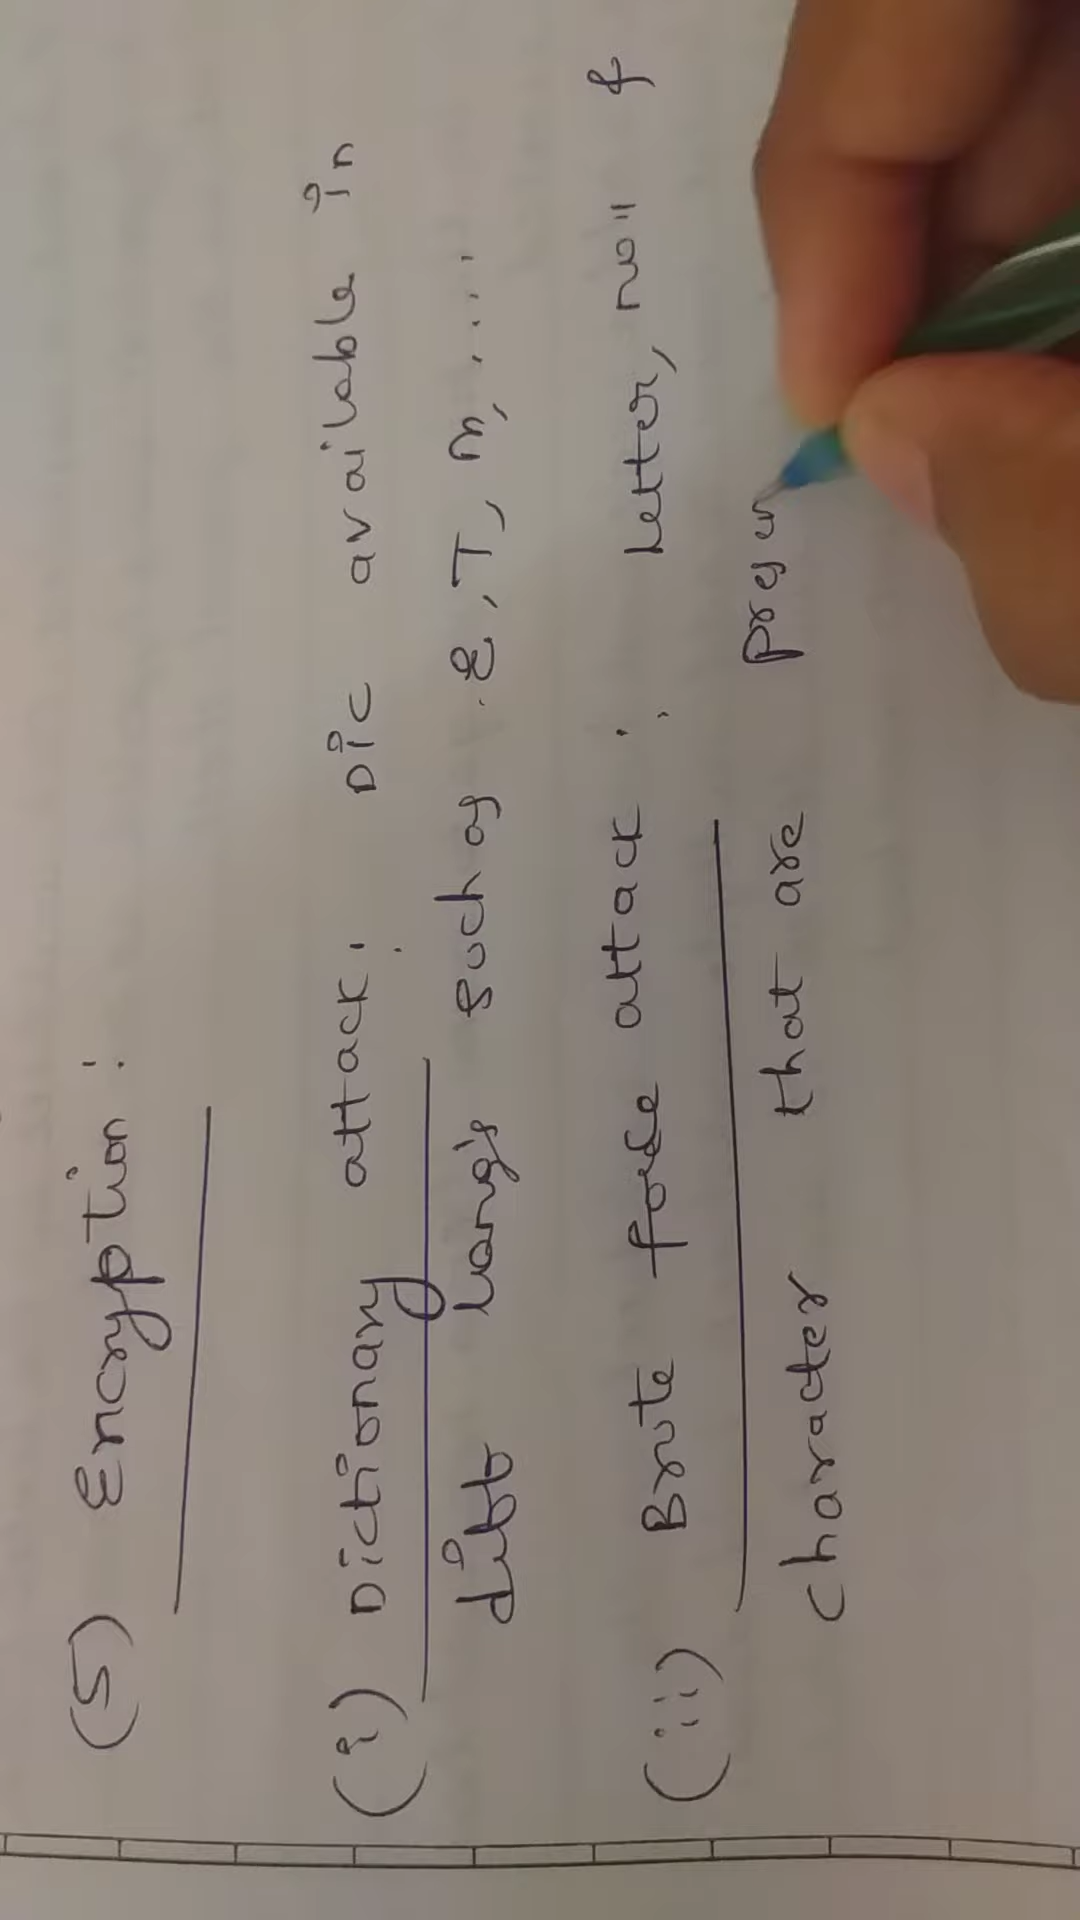 (5) Encryption :
(i) Dictionary attack : Dic available in
diff lang's such as E, T, M, ....
(ii) Brute force attack : Letter, no" &
character that are